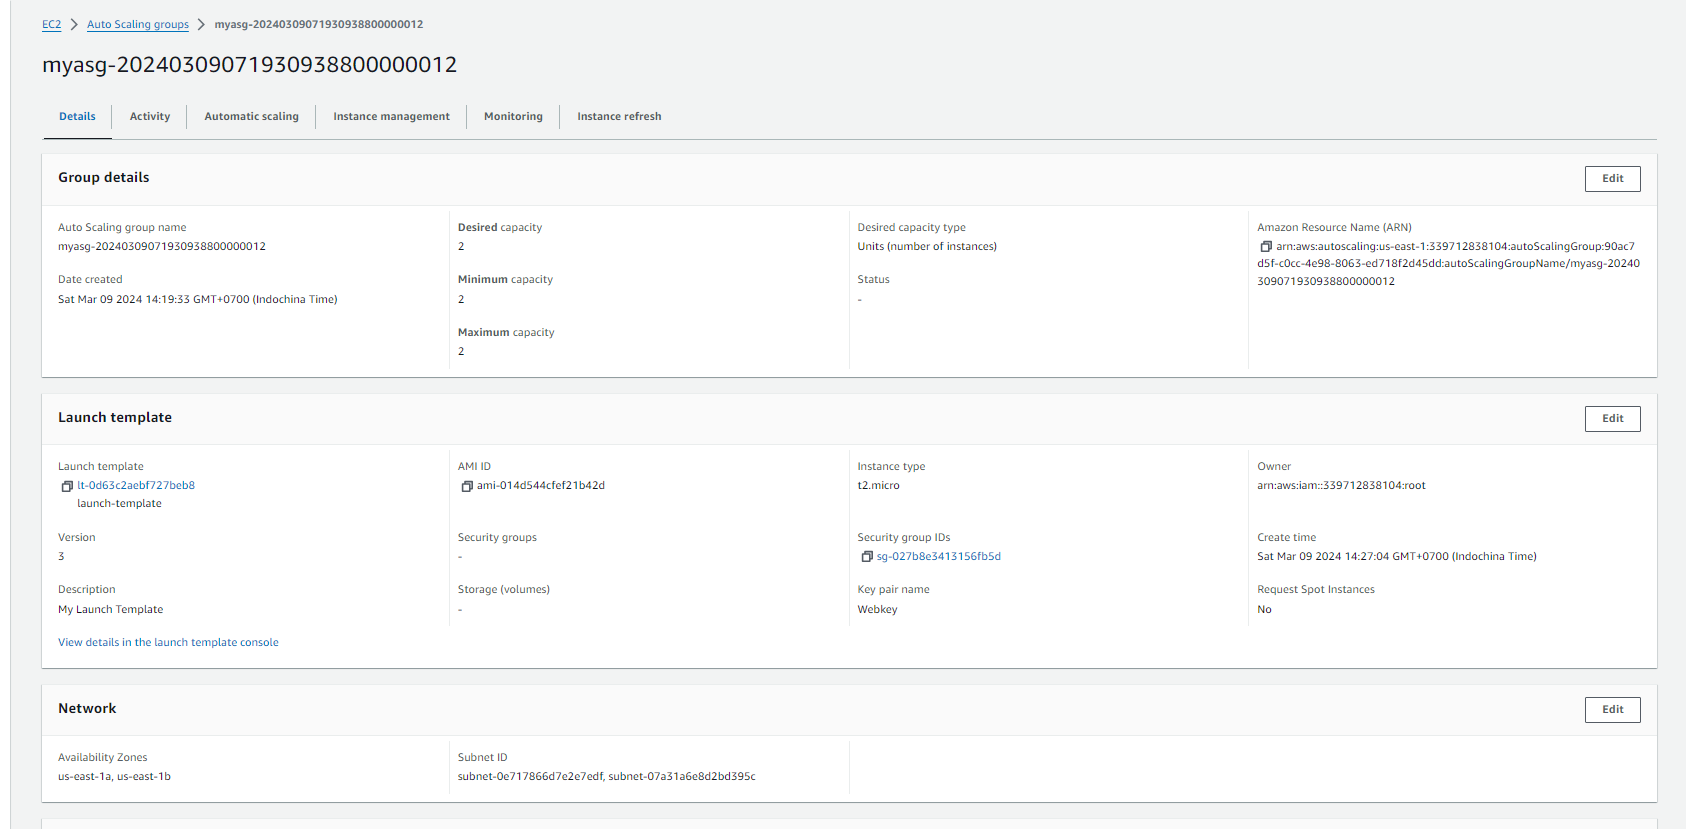 EC2 > Auto Scaling groups > myasg-20240309071930938800000012
myasg-20240309071930938800000012
Details
Activity
Automatic scaling
Instance management
Monitoring
Instance refresh
Group details
Edit
Auto Scaling group name
myasg-20240309071930938800000012
Date created
Sat Mar 09 2024 14:19:33 GMT+0700 (Indochina Time)
Desired capacity
2
Minimum capacity
2
Maximum capacity
2
Desired capacity type
Units (number of instances)
Status
-
Amazon Resource Name (ARN)
arn:aws:autoscaling:us-east-1:339712838104:autoScalingGroup:90ac7
d5f-c0cc-4e98-8063-ed718f2d45dd:autoScalingGroupName/myasg-20240
309071930938800000012
Launch template
Edit
Launch template
lt-0d63c2aebf727beb8
launch-template
Version
3
Description
My Launch Template
View details in the launch template console
AMI ID
ami-014d544cfef21b42d
Security groups
-
Storage (volumes)
-
Instance type
t2.micro
Security group IDs
sg-027b8e3413156fb5d
Key pair name
Webkey
Owner
arn:aws:iam::339712838104:root
Create time
Sat Mar 09 2024 14:27:04 GMT+0700 (Indochina Time)
Request Spot Instances
No
Network
Edit
Availability Zones
us-east-1a, us-east-1b
Subnet ID
subnet-0e717866d7e2e7edf, subnet-07a31a6e8d2bd395c